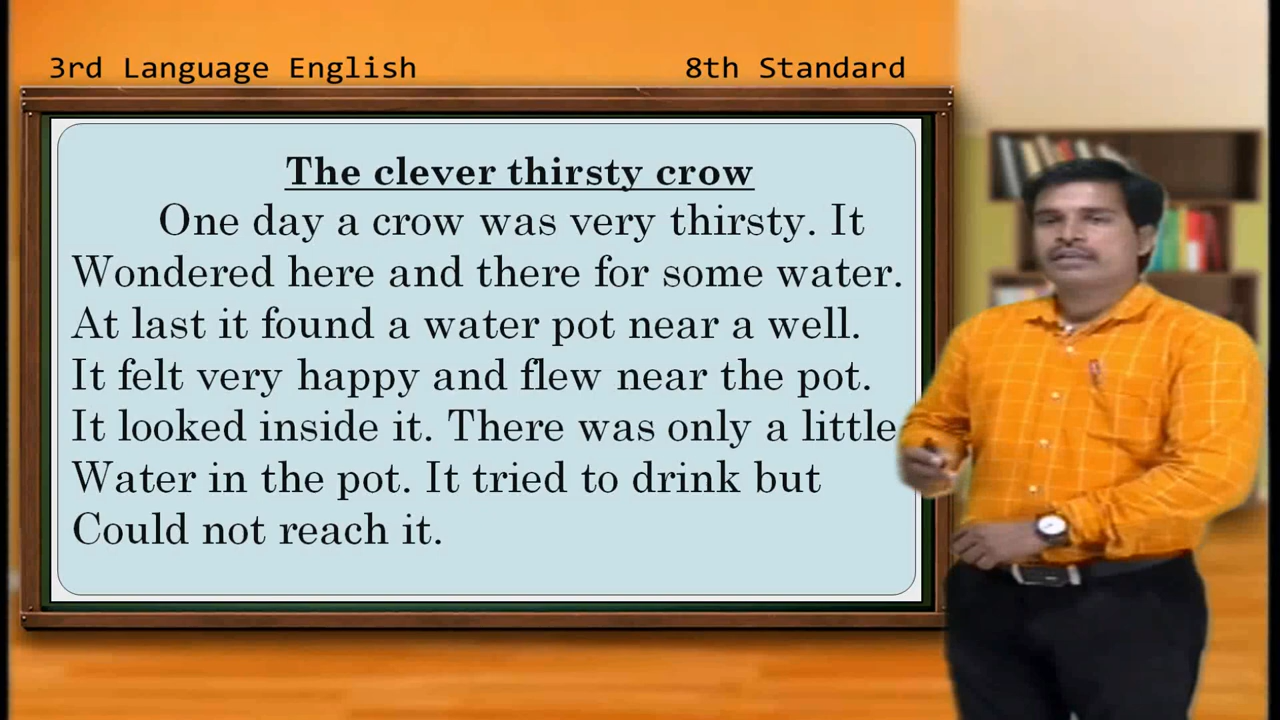 3rd Language English 8th Standard
The clever thirsty crow
One day a crow was very thirsty. It
Wondered here and there for some water.
At last it found a water pot near a well.
It felt very happy and flew near the pot.
It looked inside it. There was only a little
Water in the pot. It tried to drink but
Could not reach it.